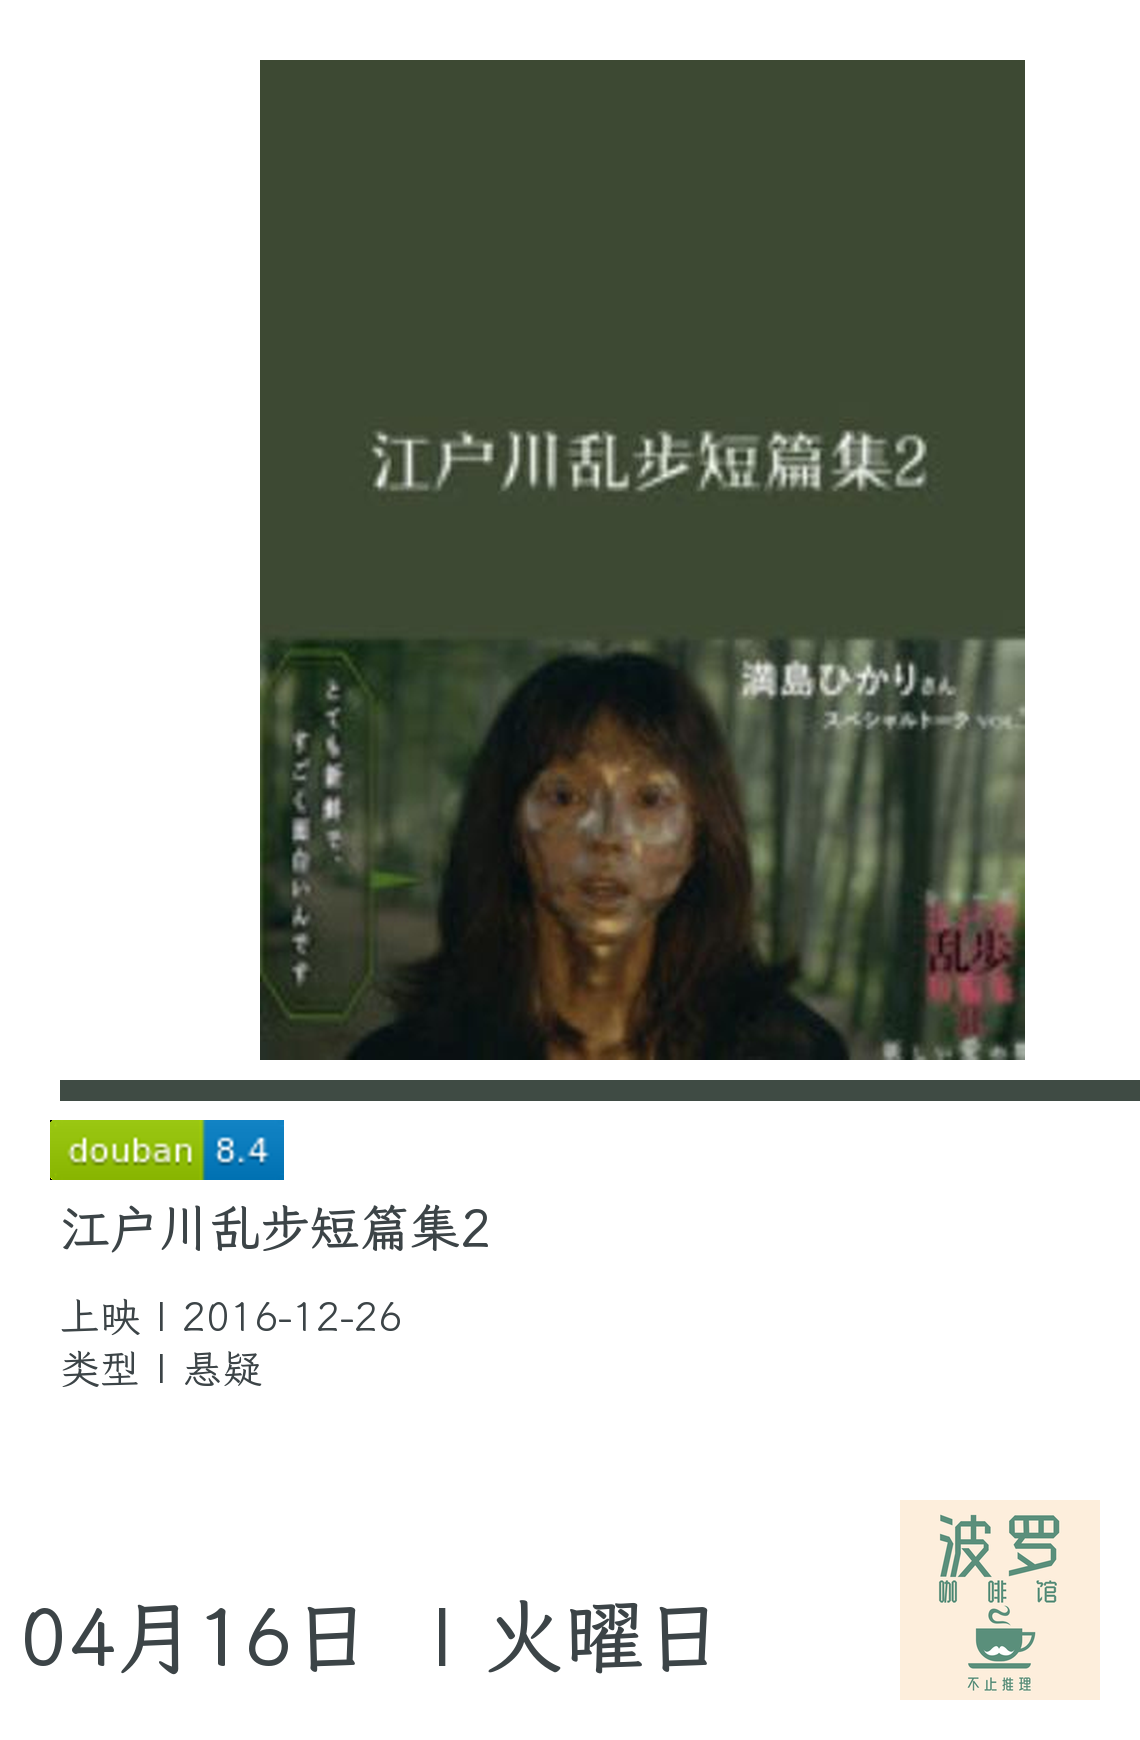 江户川乱步短篇集2
満島ひかりさん
スペシャルトーク VOL.
とても新鮮で、
すごく面白いんです
乱歩
douban 8.4
江户川乱步短篇集2
上映 | 2016-12-26
类型 | 悬疑
04月16日 | 火曜日
波罗
咖啡馆
不止推理